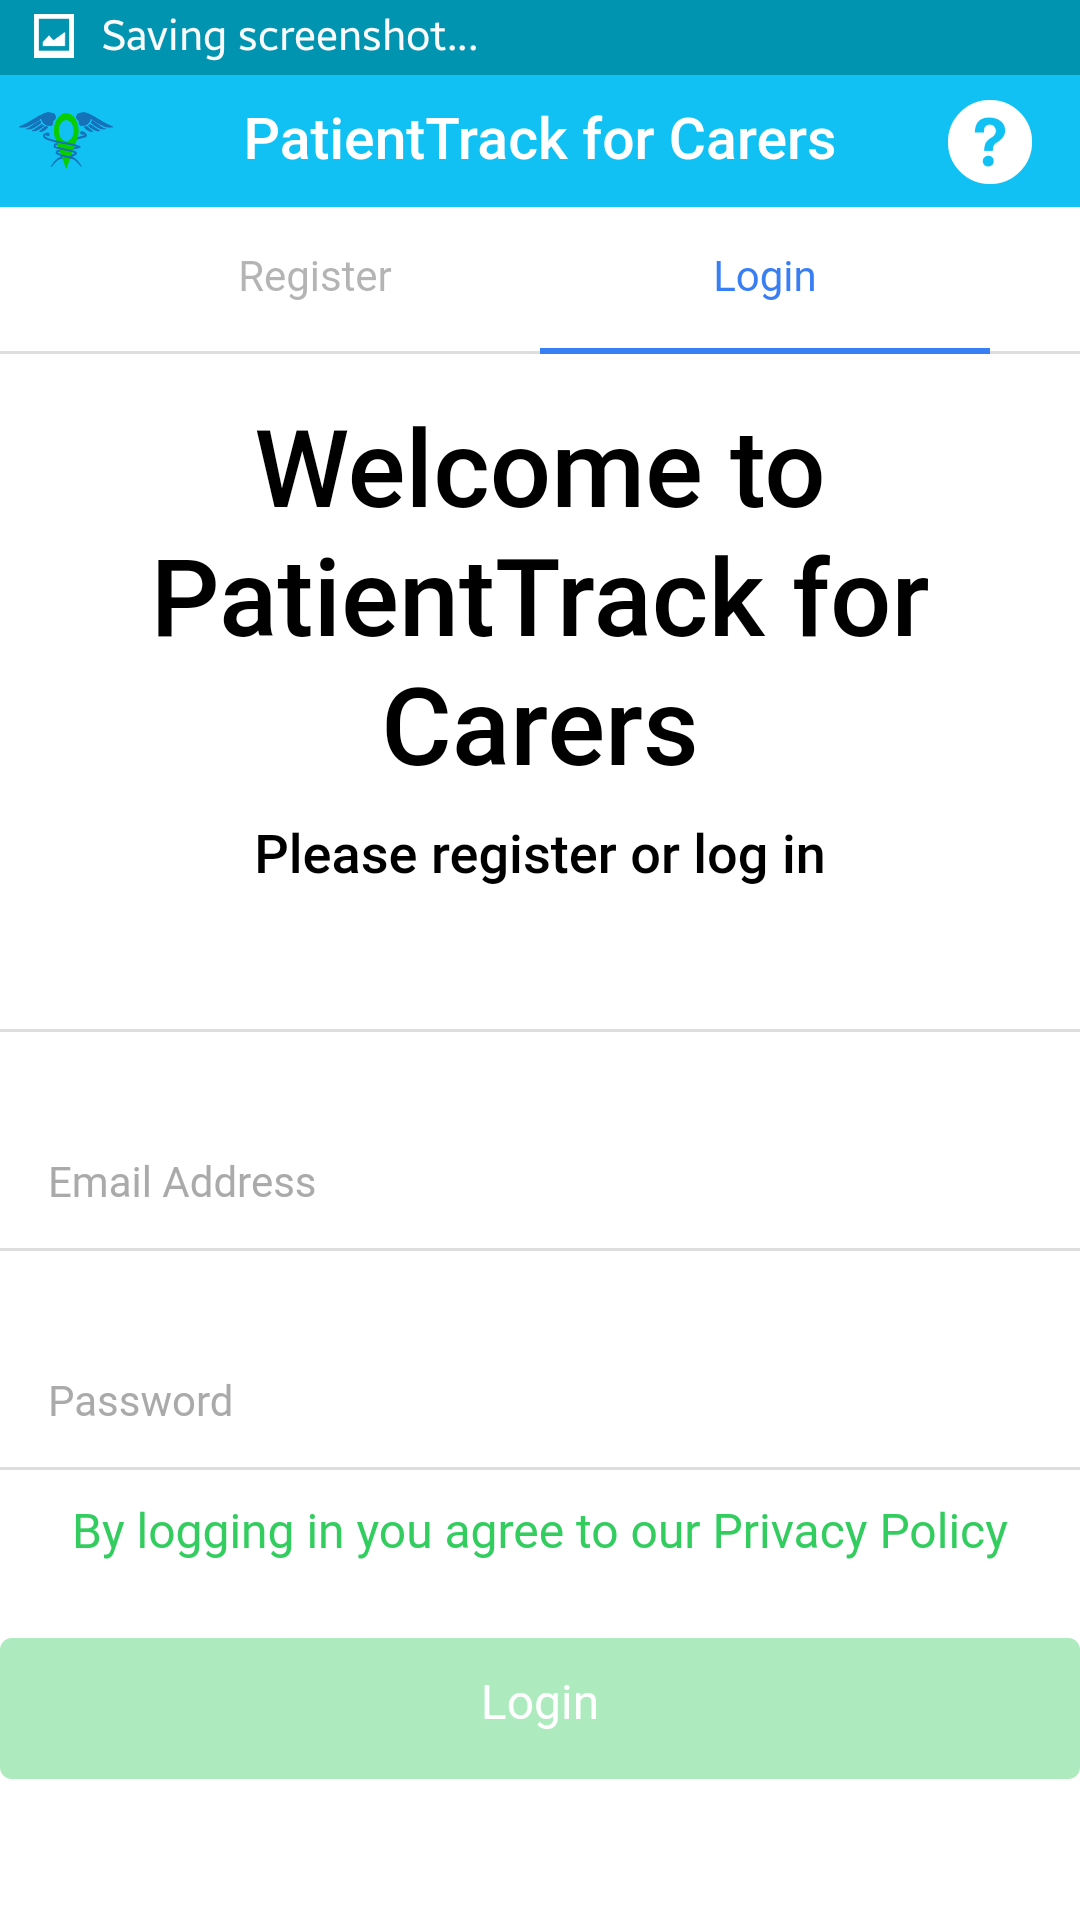 Saving screenshot...
PatientTrack for Carers
?
Register
Login
Welcome to
PatientTrack for
Carers
Please register or log in
Email Address
Password
By logging in you agree to our Privacy Policy
Login